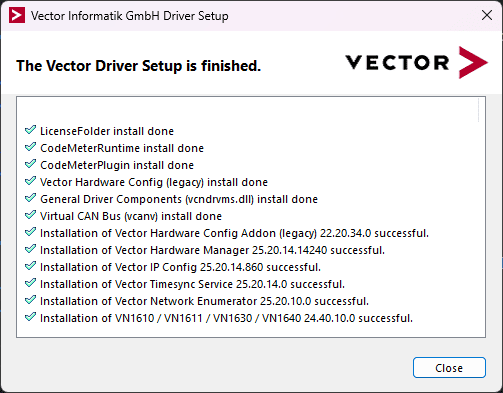 Vector Informatik GmbH Driver Setup
The Vector Driver Setup is finished.
VECTOR
LicenseFolder install done
CodeMeterRuntime install done
CodeMeterPlugin install done
Vector Hardware Config (legacy) install done
General Driver Components (vcndrvms.dll) install done
Virtual CAN Bus (vcanv) install done
Installation of Vector Hardware Config Addon (legacy) 22.20.34.0 successful.
Installation of Vector Hardware Manager 25.20.14.14240 successful.
Installation of Vector IP Config 25.20.14.860 successful.
Installation of Vector Timesync Service 25.20.14.0 successful.
Installation of Vector Network Enumerator 25.20.10.0 successful.
Installation of VN1610 / VN1611 / VN1630 / VN1640 24.40.10.0 successful.
Close